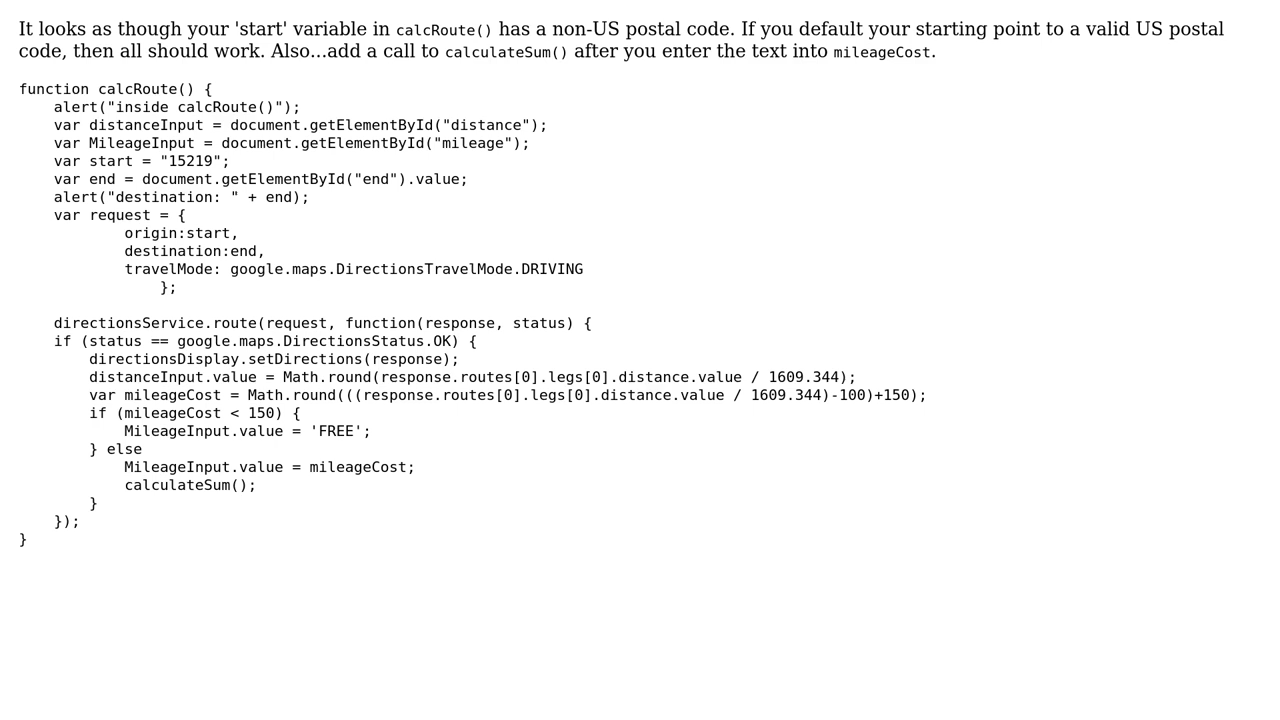 It looks as though your 'start' variable in calcRoute() has a non-US postal code. If you default your starting point to a valid US postal
code, then all should work. Also...add a call to calculateSum() after you enter the text into mileageCost.
function calcRoute() {
    alert("inside calcRoute()");
    var distanceInput = document.getElementById("distance");
    var MileageInput = document.getElementById("mileage");
    var start = "15219";
    var end = document.getElementById("end").value;
    alert("destination: " + end);
    var request = {
            origin:start,
            destination:end,
            travelMode: google.maps.DirectionsTravelMode.DRIVING
                };
    directionsService.route(request, function(response, status) {
    if (status == google.maps.DirectionsStatus.OK) {
        directionsDisplay.setDirections(response);
        distanceInput.value = Math.round(response.routes[0].legs[0].distance.value / 1609.344);
        var mileageCost = Math.round(((response.routes[0].legs[0].distance.value / 1609.344)-100)+150);
        if (mileageCost < 150) {
            MileageInput.value = 'FREE';
        } else
            MileageInput.value = mileageCost;
            calculateSum();
        }
    });
}